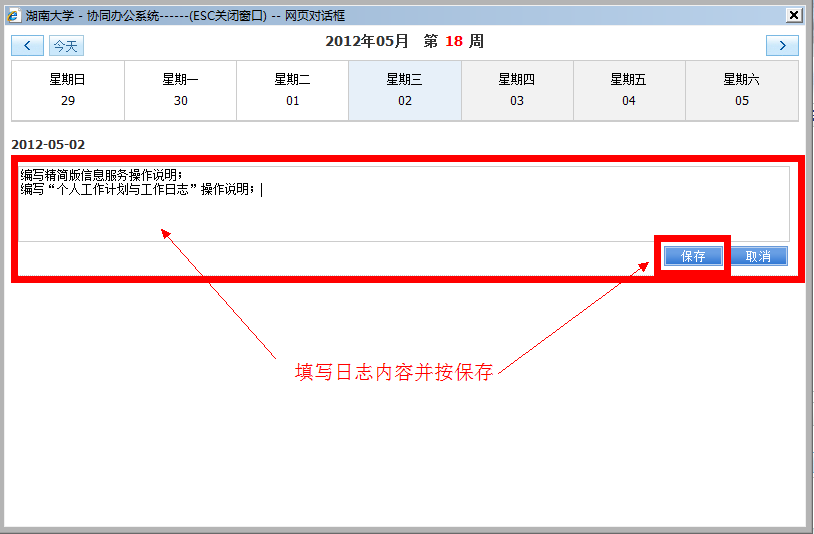 湖南大学 - 协同办公系统------(ESC关闭窗口) -- 网页对话框
今天
2012年05月 第 18 周
星期日 星期一 星期二 星期三 星期四 星期五 星期六
29 30 01 02 03 04 05
2012-05-02
编写精简版信息服务操作说明；
编写“个人工作计划与工作日志”操作说明；
保存 取消
填写日志内容并按保存